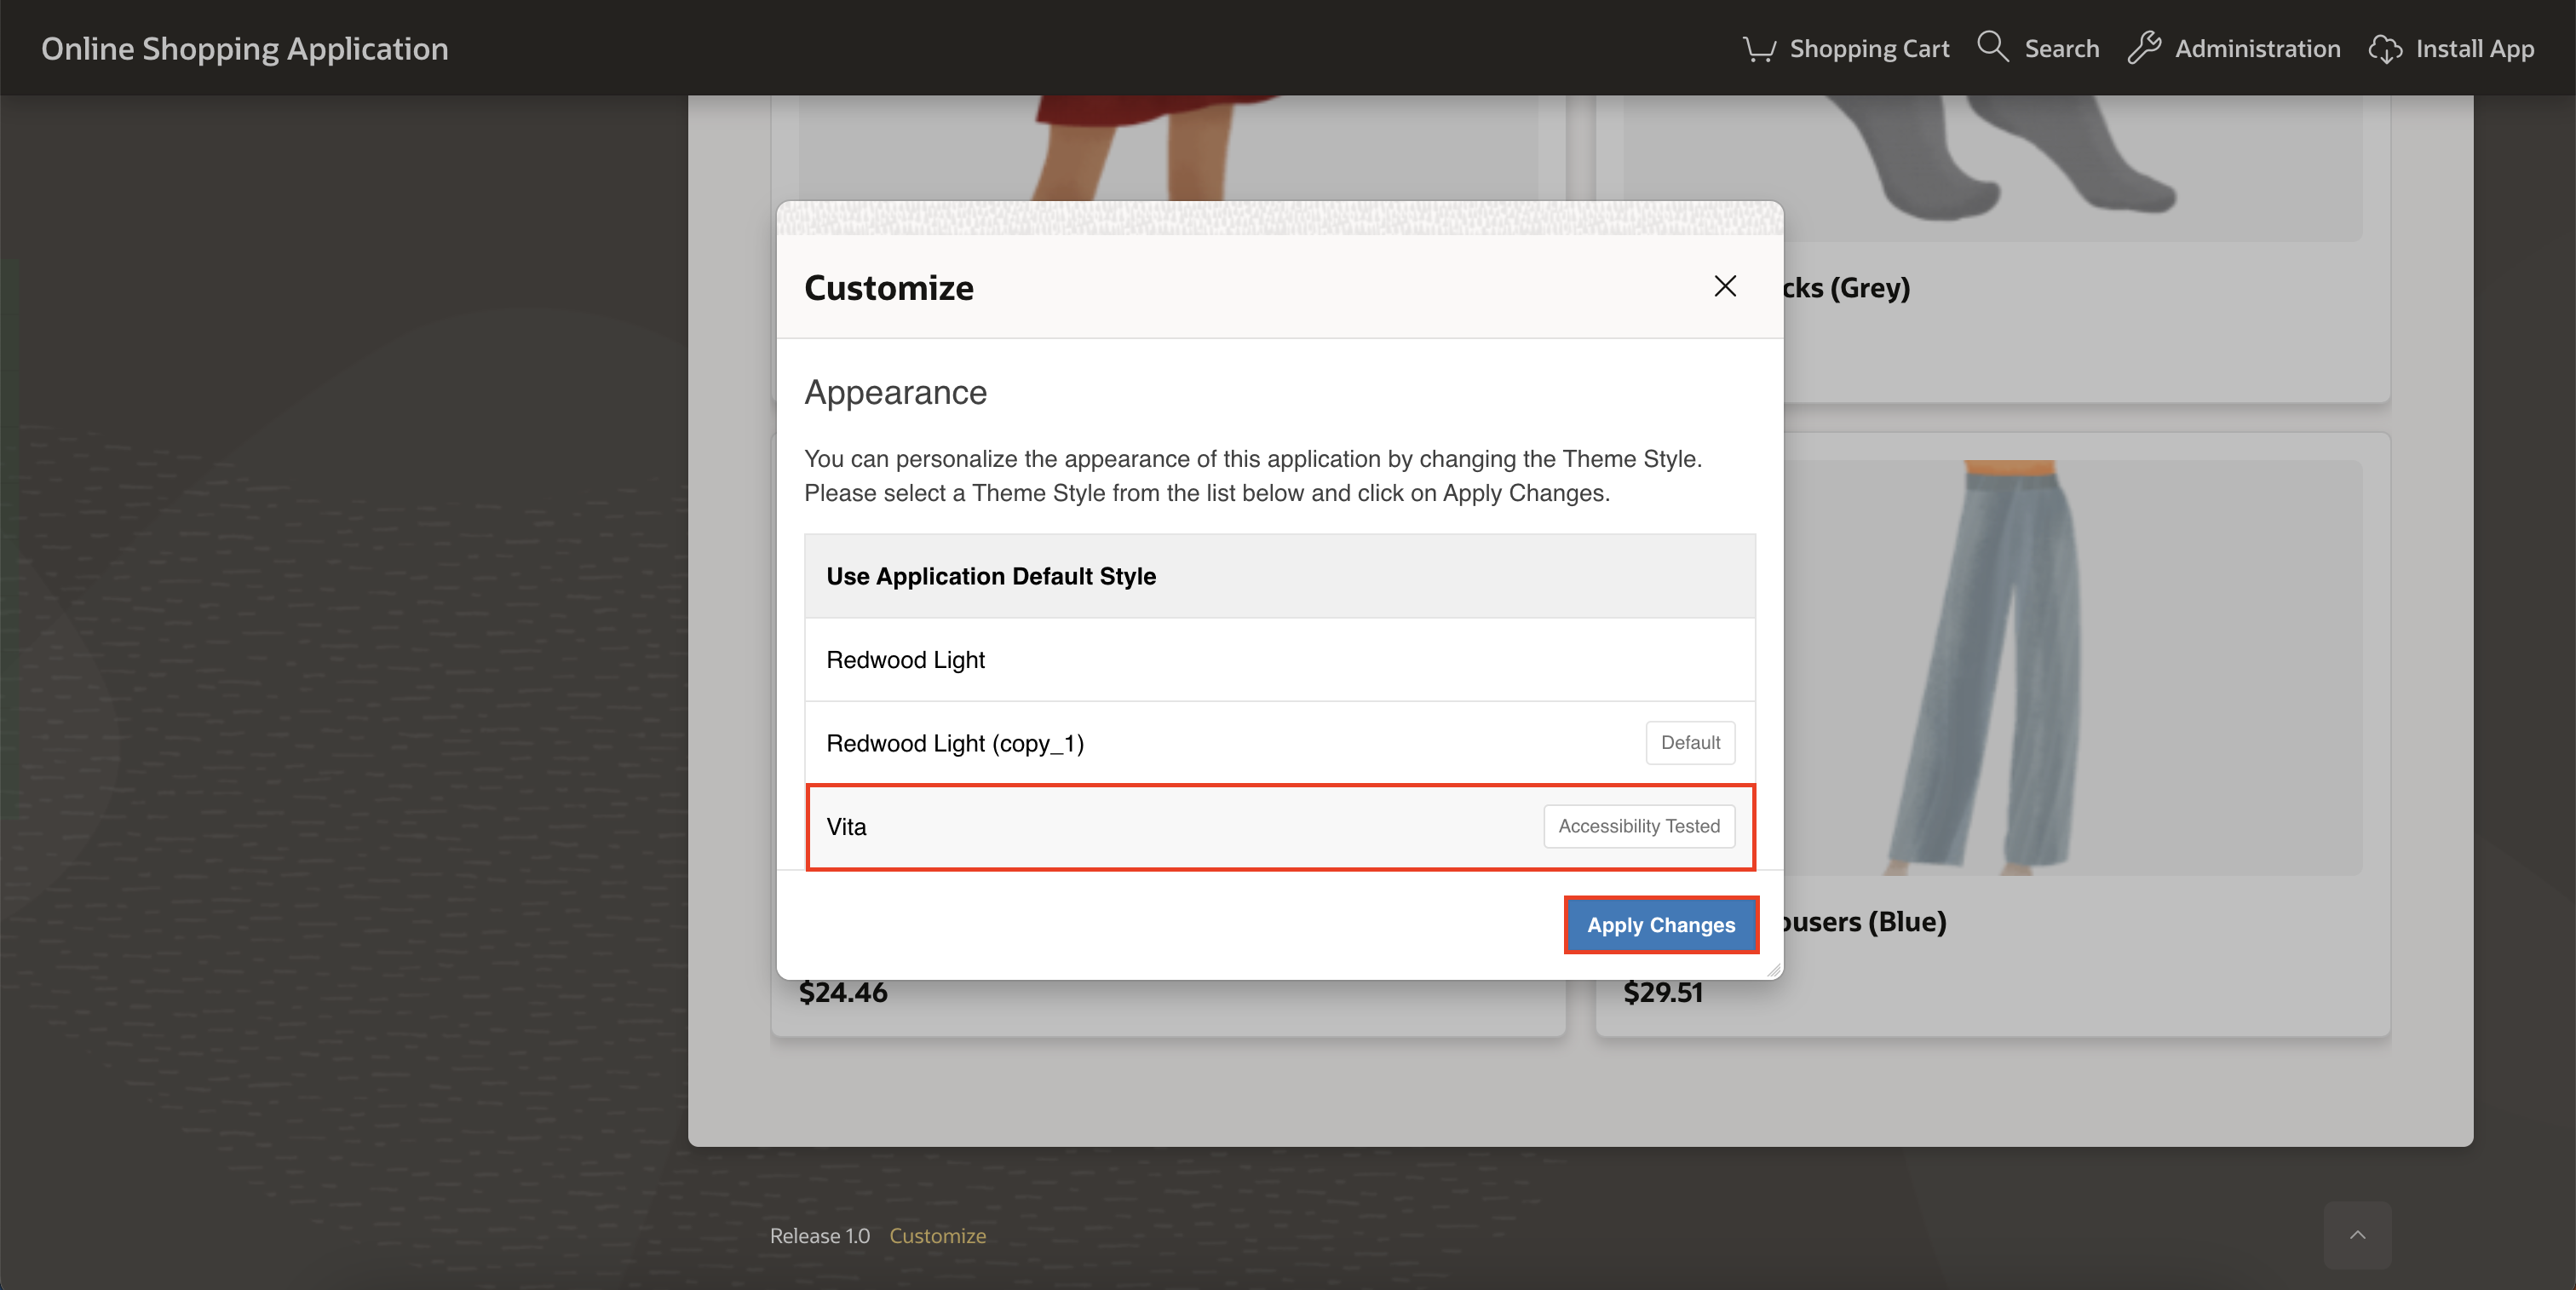 Online Shopping Application
Shopping Cart
Search
Administration
Install App
Customize
cks (Grey)
Appearance
You can personalize the appearance of this application by changing the Theme Style.
Please select a Theme Style from the list below and click on Apply Changes.
Use Application Default Style
Redwood Light
Redwood Light (copy_1)
Default
Vita
Accessibility Tested
Apply Changes
ousers (Blue)
$24.46
$29.51
Release 1.0
Customize